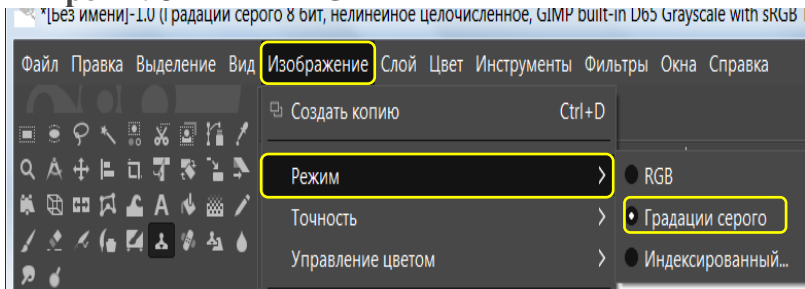 *[Без имени]-1.0 (Градации серого 8 бит, нелинейное целочисленное, GIMP built-in D65 Grayscale with sRGB
Файл Правка Выделение Вид Изображение Слой Цвет Инструменты Фильтры Окна Справка
Создать копию Ctrl+D
Режим
RGB
Точность
Градации серого
Управление цветом
Индексированный...